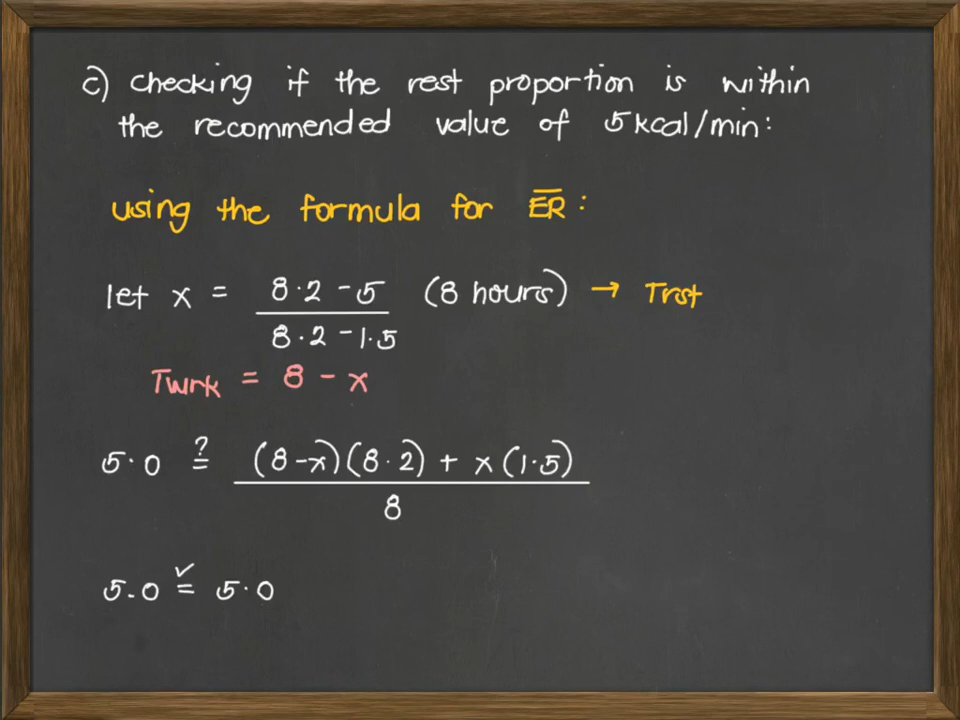 c) checking if the rest proportion is within
the recommended value of 5 kcal/min:
using the formula for E̅R̅:
let x = 8.2 - 5 / 8.2 - 1.5 (8 hours) → Trst
Twrk = 8 - x
5.0 ?= (8-x)(8.2) + x(1.5) / 8
5.0 ✓= 5.0